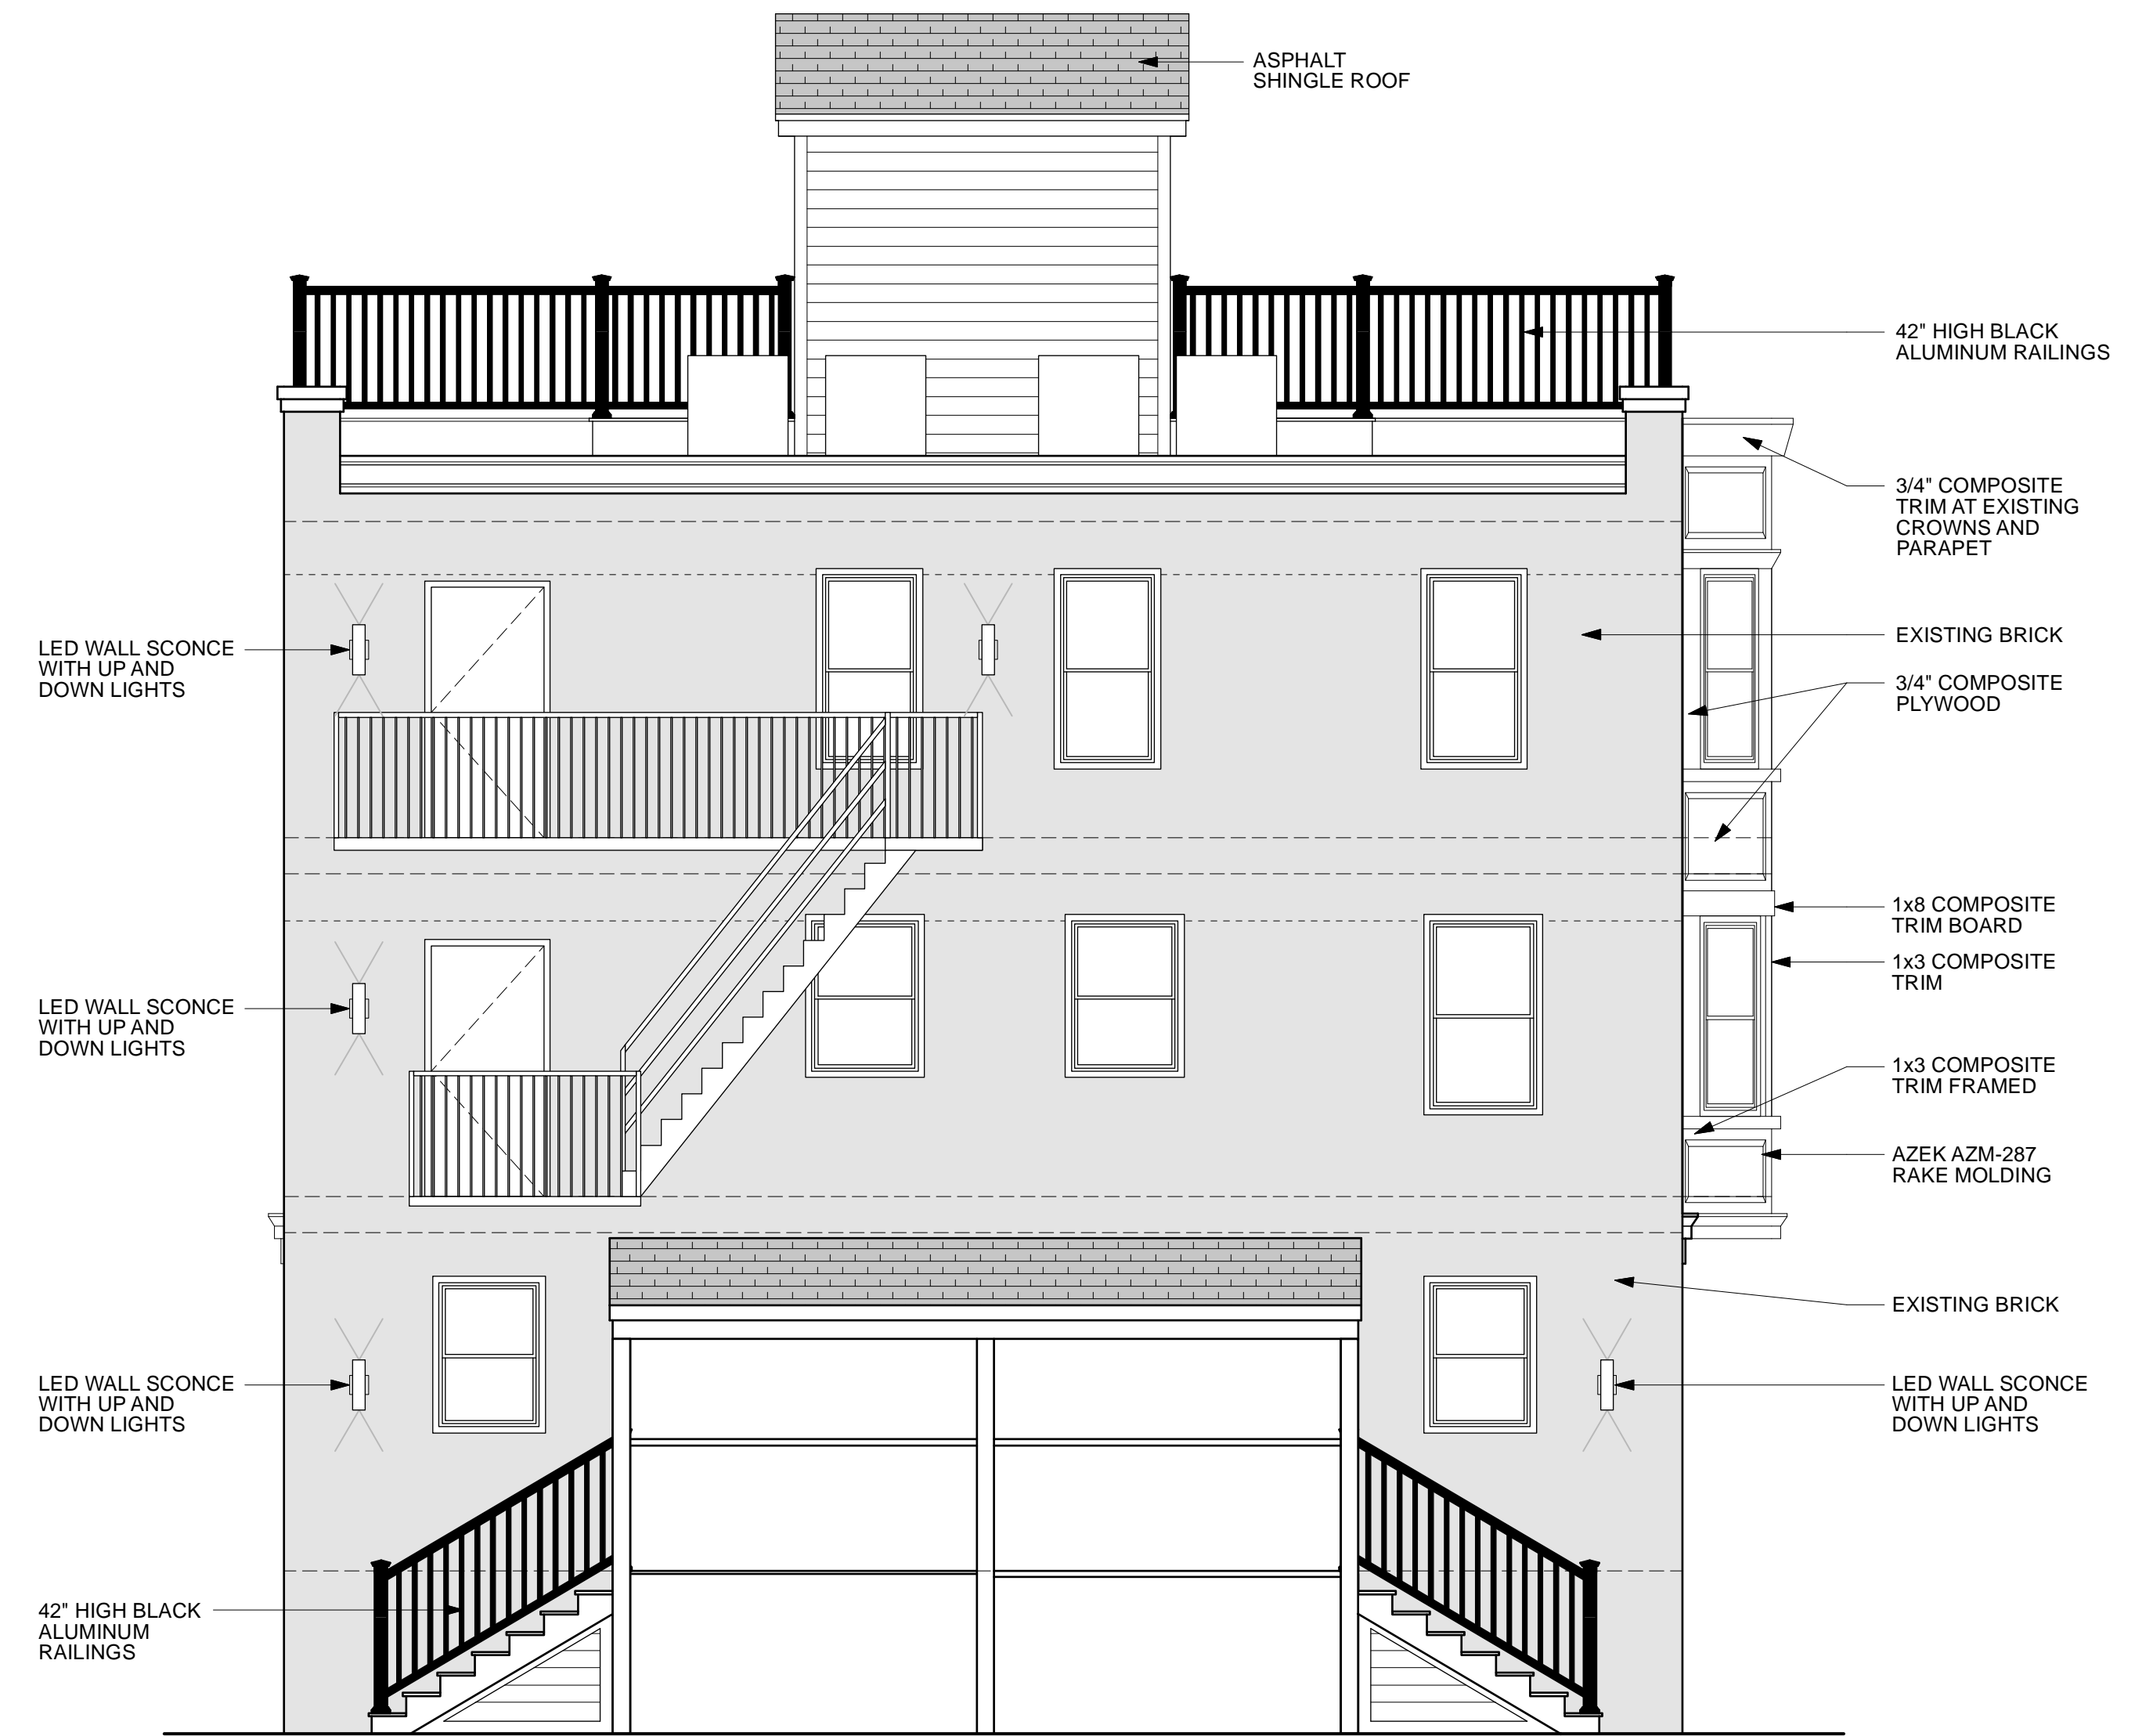 ASPHALT
SHINGLE ROOF
42" HIGH BLACK
ALUMINUM RAILINGS
3/4" COMPOSITE
TRIM AT EXISTING
CROWNS AND
PARAPET
LED WALL SCONCE
WITH UP AND
DOWN LIGHTS
EXISTING BRICK
3/4" COMPOSITE
PLYWOOD
1x8 COMPOSITE
TRIM BOARD
1x3 COMPOSITE
TRIM
LED WALL SCONCE
WITH UP AND
DOWN LIGHTS
1x3 COMPOSITE
TRIM FRAMED
AZEK AZM-287
RAKE MOLDING
EXISTING BRICK
LED WALL SCONCE
WITH UP AND
DOWN LIGHTS
LED WALL SCONCE
WITH UP AND
DOWN LIGHTS
42" HIGH BLACK
ALUMINUM
RAILINGS